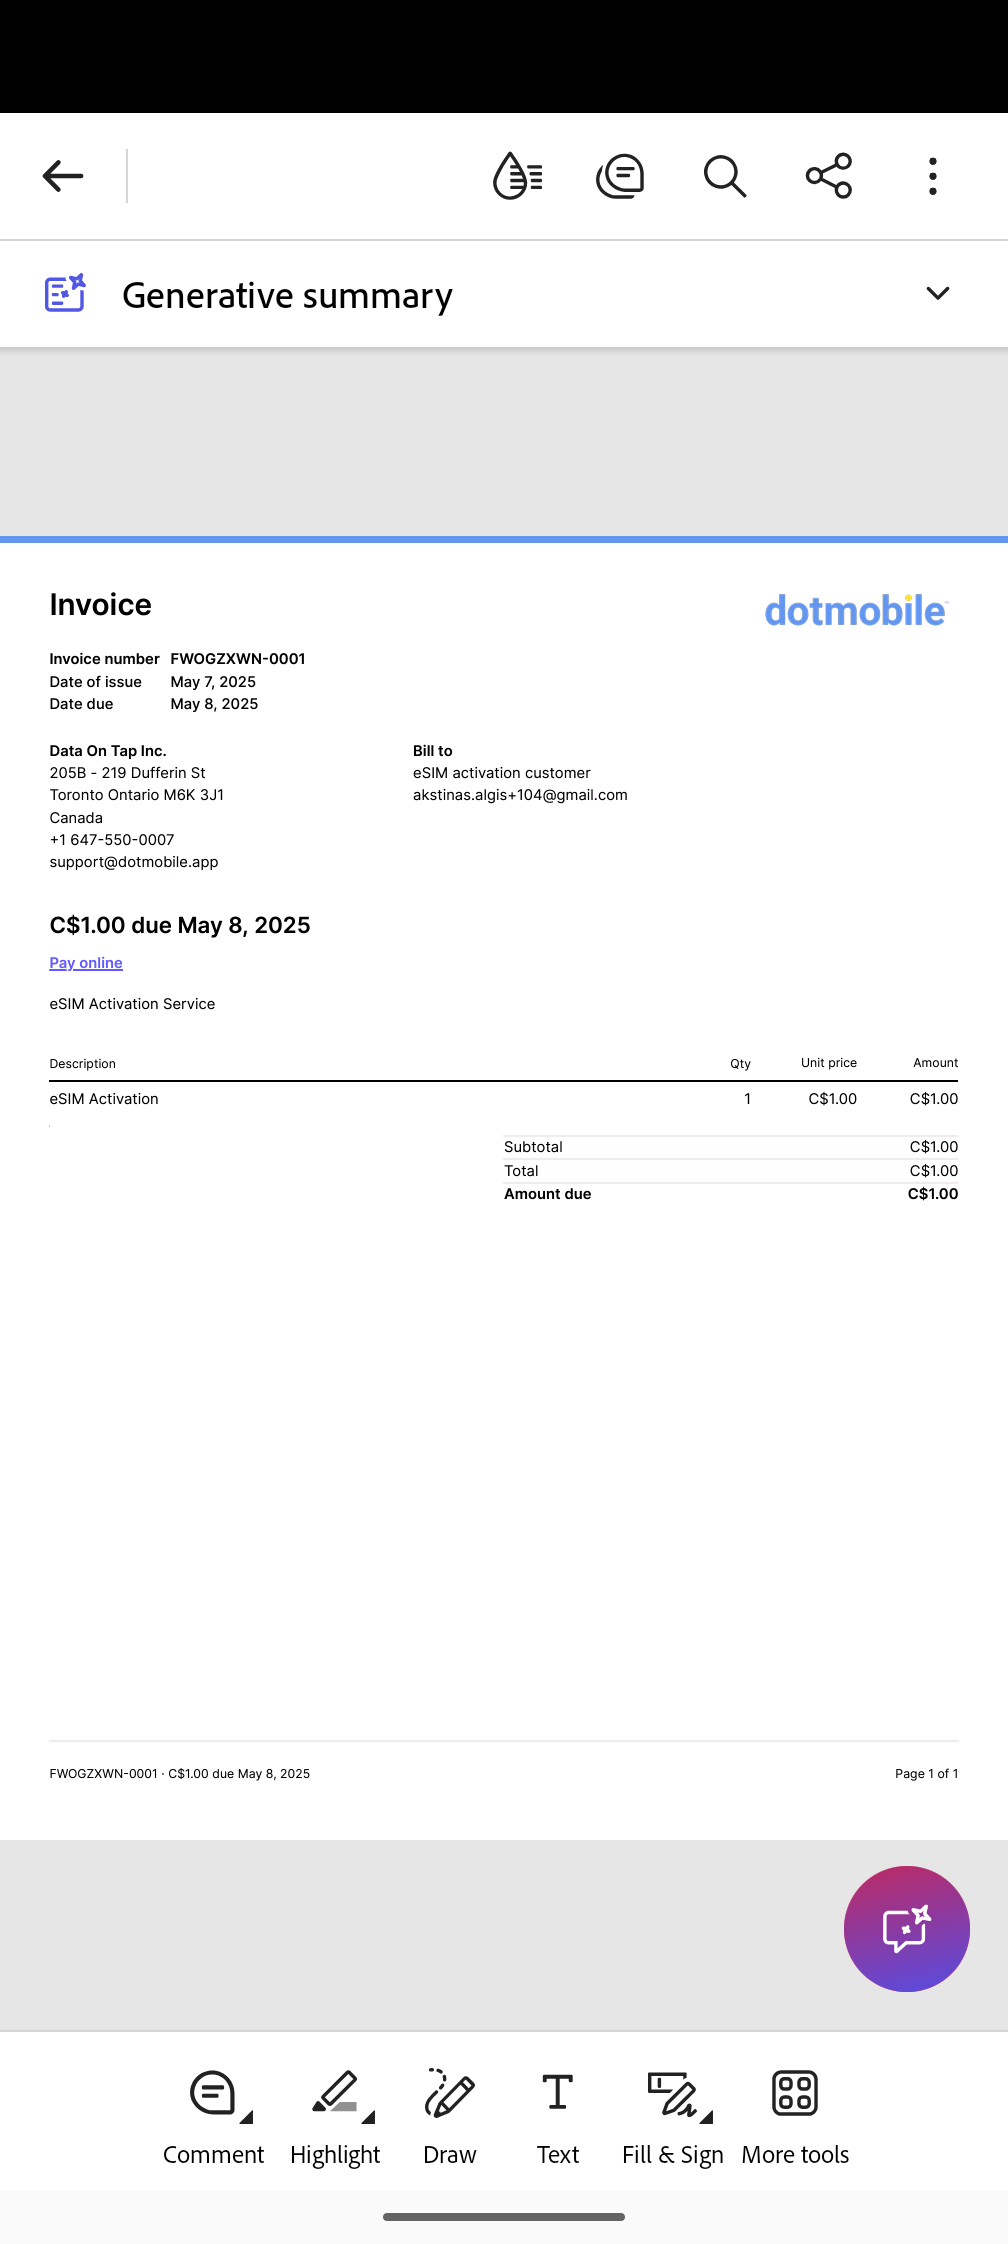 Generative summary
Invoice
dotmobile
Invoice number FWOGZXWN-0001
Date of issue May 7, 2025
Date due May 8, 2025
Data On Tap Inc.
205B - 219 Dufferin St
Toronto Ontario M6K 3J1
Canada
+1 647-550-0007
support@dotmobile.app
Bill to
eSIM activation customer
akstinas.algis+104@gmail.com
C$1.00 due May 8, 2025
Pay online
eSIM Activation Service
Description Qty Unit price Amount
eSIM Activation 1 C$1.00 C$1.00
Subtotal C$1.00
Total C$1.00
Amount due C$1.00
FWOGZXWN-0001 · C$1.00 due May 8, 2025 Page 1 of 1
Comment Highlight Draw Text Fill & Sign More tools